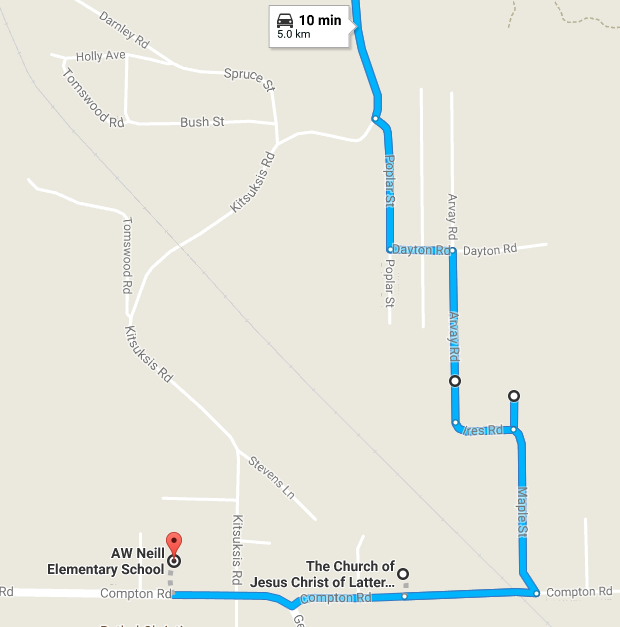 10 min
5.0 km
Darnley Rd
Holly Ave
Spruce St
Tomswood Rd
Bush St
Kitsuksis Rd
Poplar St
Arvay Rd
Dayton Rd
Dayton Rd
Tomswood Rd
Poplar St
Kitsuksis Rd
Arvay Rd
Stevens Ln
Maple St
Kitsuksis Rd
AW Neill
Elementary School
The Church of
Jesus Christ of Latter...
Rd
Compton Rd
Compton Rd
Compton Rd